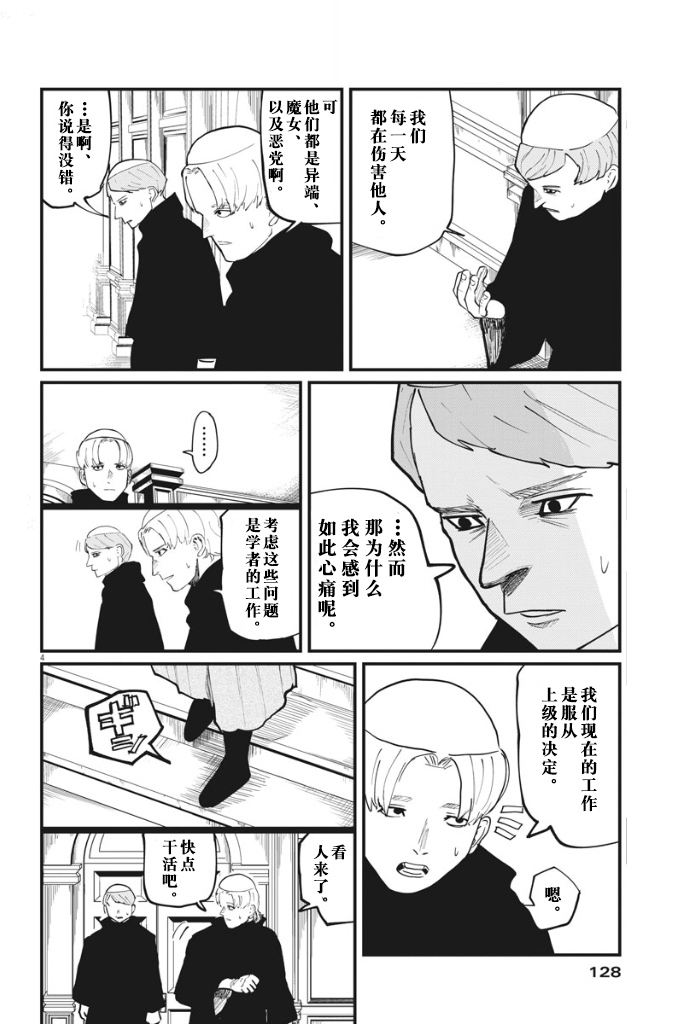 我们
每一天
都在伤害他人。
可
他们都是异端、
魔女、
以及恶党啊。
…是啊、
你说得没错。
…然而
那为什么
我会感到
如此心痛呢。
……
考虑这些问题
是学者的工作。
4
我们现在的工作
是服从
上级的决定。
嗯。
ギシ
看
人来了。
快点
干活吧。
128